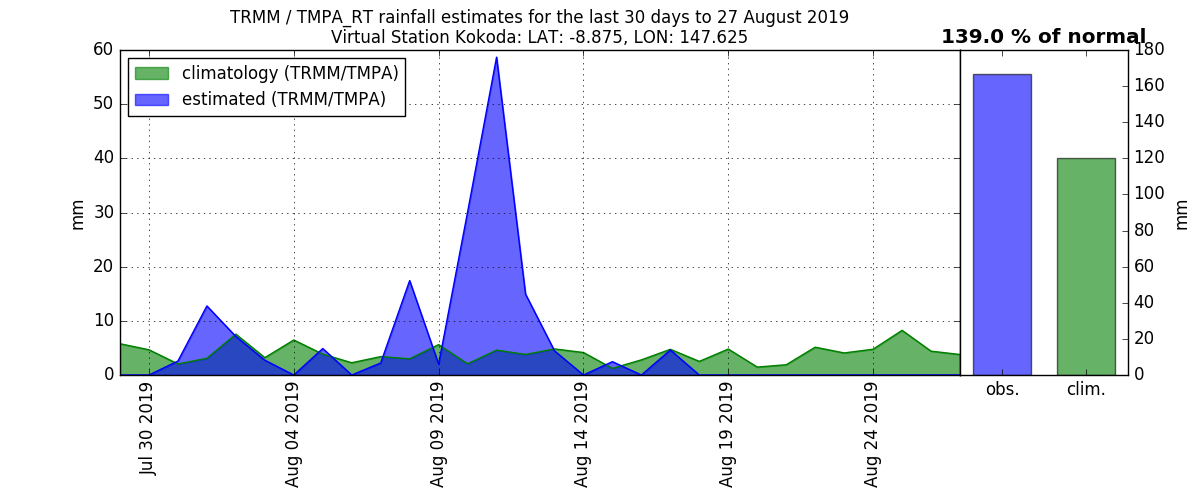 TRMM / TMPA_RT rainfall estimates for the last 30 days to 27 August 2019
Virtual Station Kokoda: LAT: -8.875, LON: 147.625
139.0 % of normal
climatology (TRMM/TMPA)
estimated (TRMM/TMPA)
60
50
40
30
20
10
0
mm
Jul 30 2019
Aug 04 2019
Aug 09 2019
Aug 14 2019
Aug 19 2019
Aug 24 2019
180
160
140
120
100
80
60
40
20
0
mm
obs.
clim.